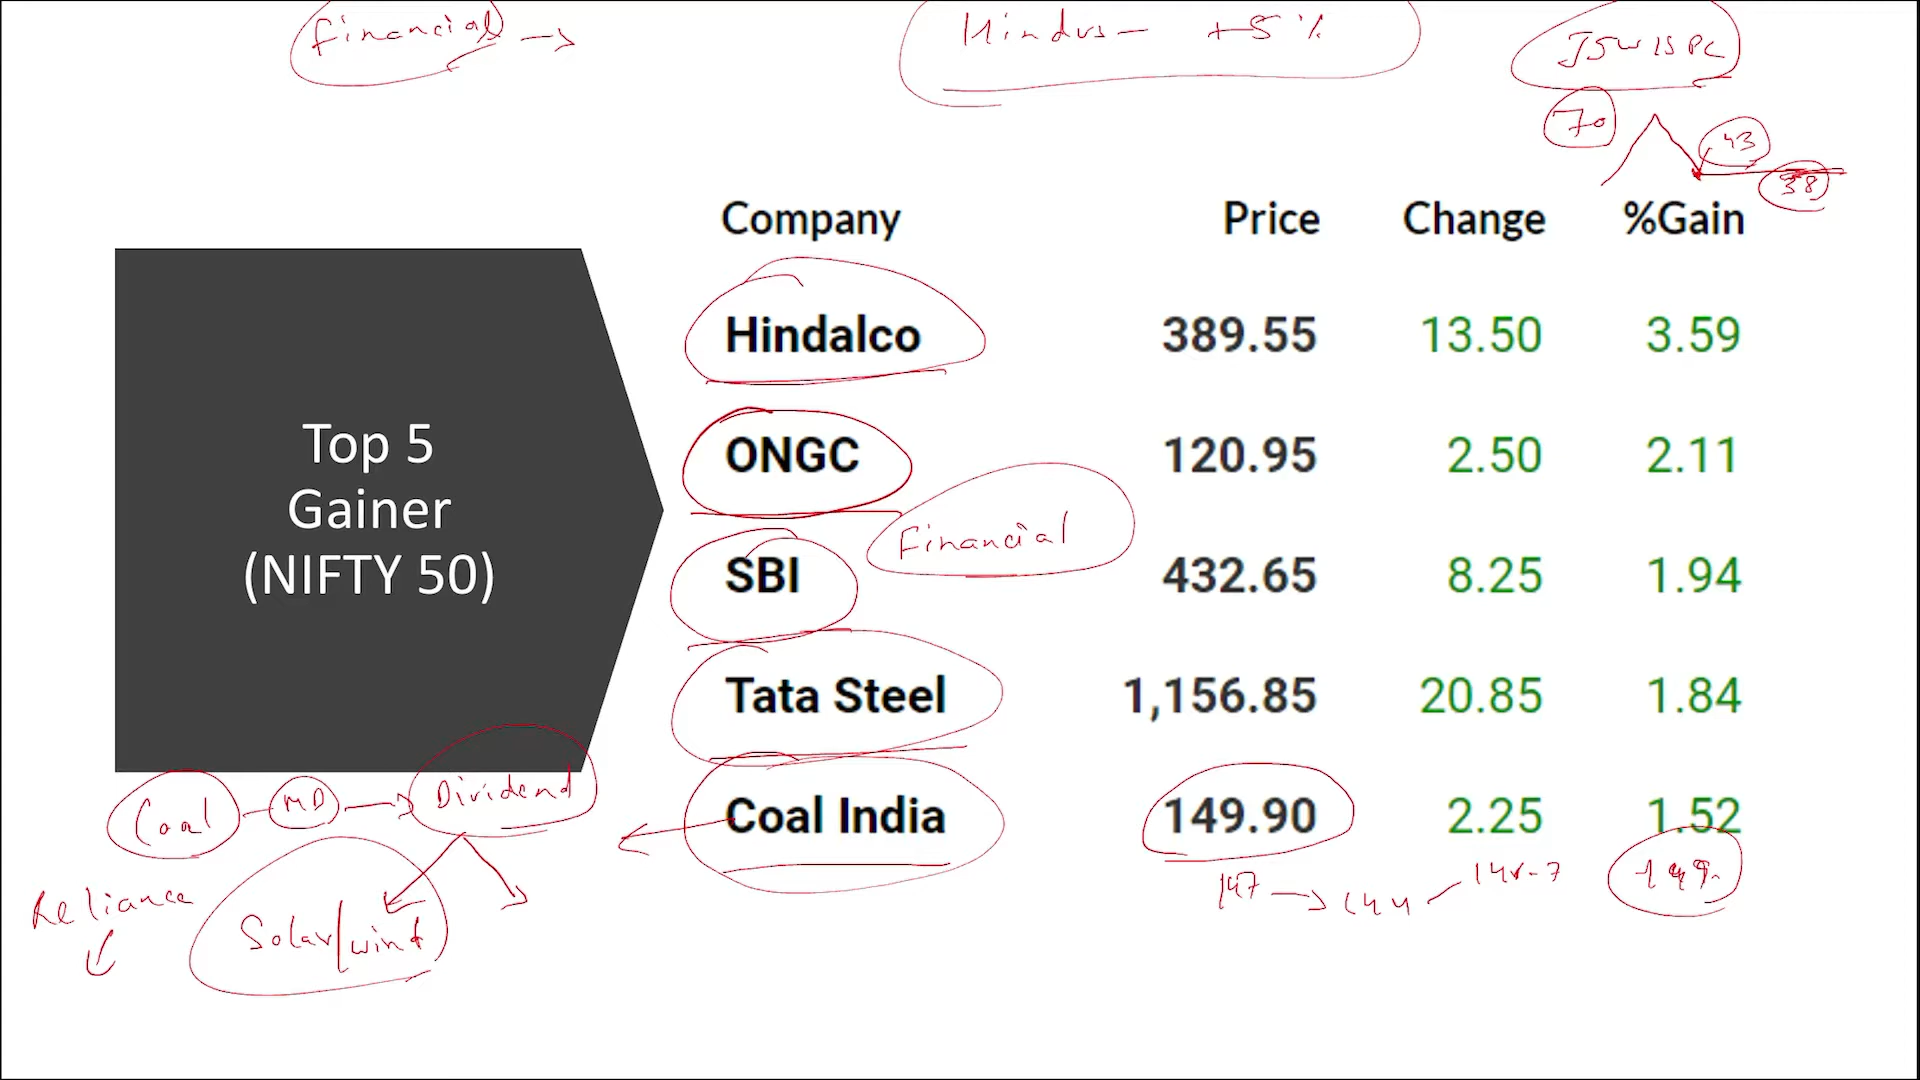 Financial →
Hindus- +5%
JSWISPL
70
43
38
Company Price Change %Gain
Hindalco 389.55 13.50 3.59
ONGC 120.95 2.50 2.11
Financial
SBI 432.65 8.25 1.94
Tata Steel 1,156.85 20.85 1.84
Coal India 149.90 2.25 1.52
Top 5
Gainer
(NIFTY 50)
Coal - MD → Dividend
147 → 144
Reliance
Solar/wind